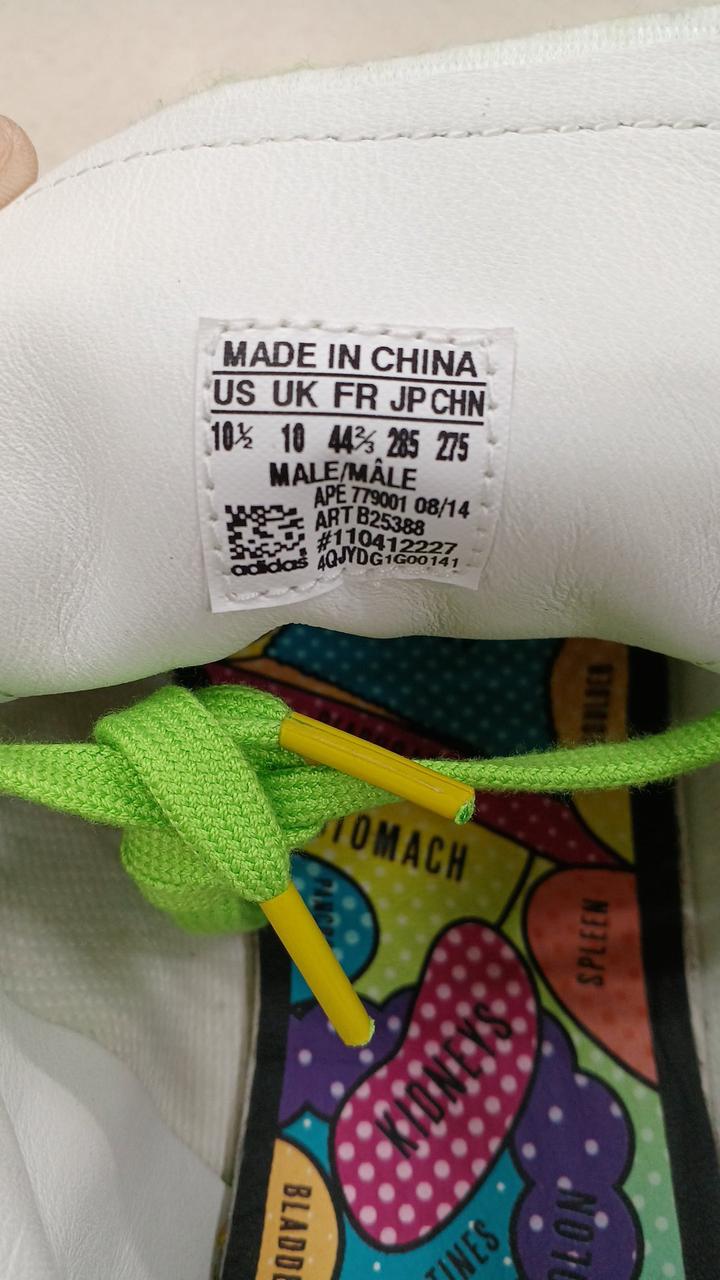 MADE IN CHINA
US UK FR JP CHN
10½ 10 44⅔ 285 275
MALE/MÂLE
APE 779001 08/14
ART B25388
#110412227
4QJYDG1G00141
adidas
STOMACH
SPLEEN
KIDNEYS